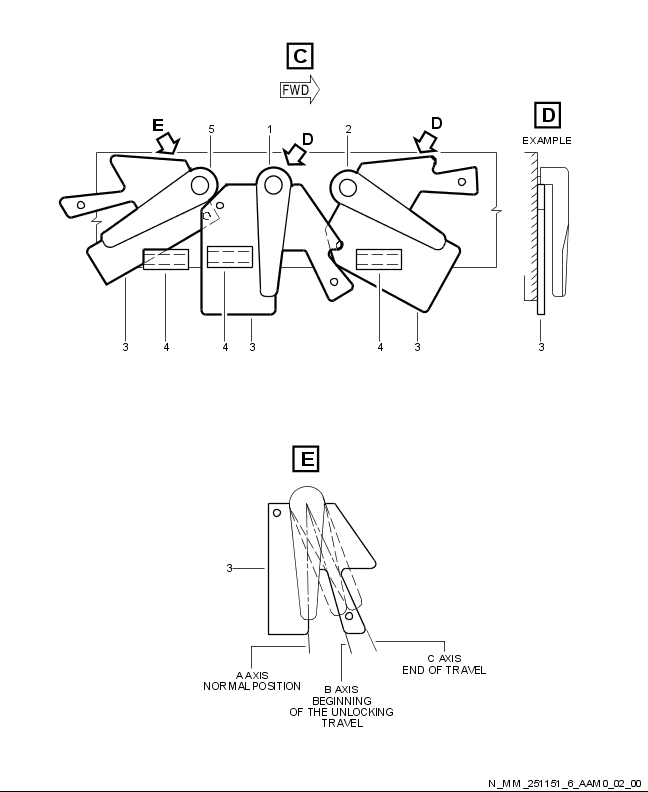 C
FWD
E
5
1
D
2
D
D
EXAMPLE
3
4
4
3
4
3
3
E
3
A AXIS
NORMAL POSITION
B AXIS
BEGINNING
OF THE UNLOCKING
TRAVEL
C AXIS
END OF TRAVEL
N_MM_251151_6_AAM0_02_00